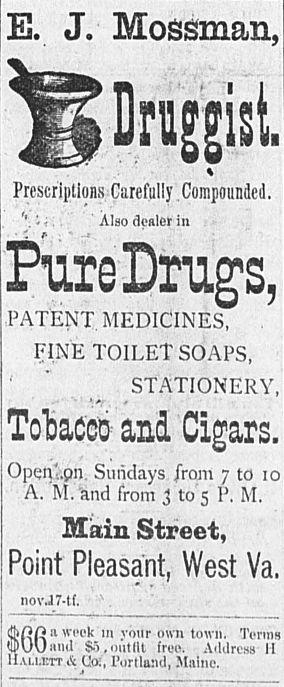 E. J. Mossman,
Druggist.
Prescriptions Carefully Compounded.
Also dealer in
Pure Drugs,
PATENT MEDICINES,
FINE TOILET SOAPS,
STATIONERY,
Tobacco and Cigars.
Open on Sundays from 7 to 10
A. M. and from 3 to 5 P. M.
Main Street,
Point Pleasant, West Va.
nov.17-tf.
$66 a week in your own town. Terms
and $5 outfit free. Address H
HALLETT & Co., Portland, Maine.